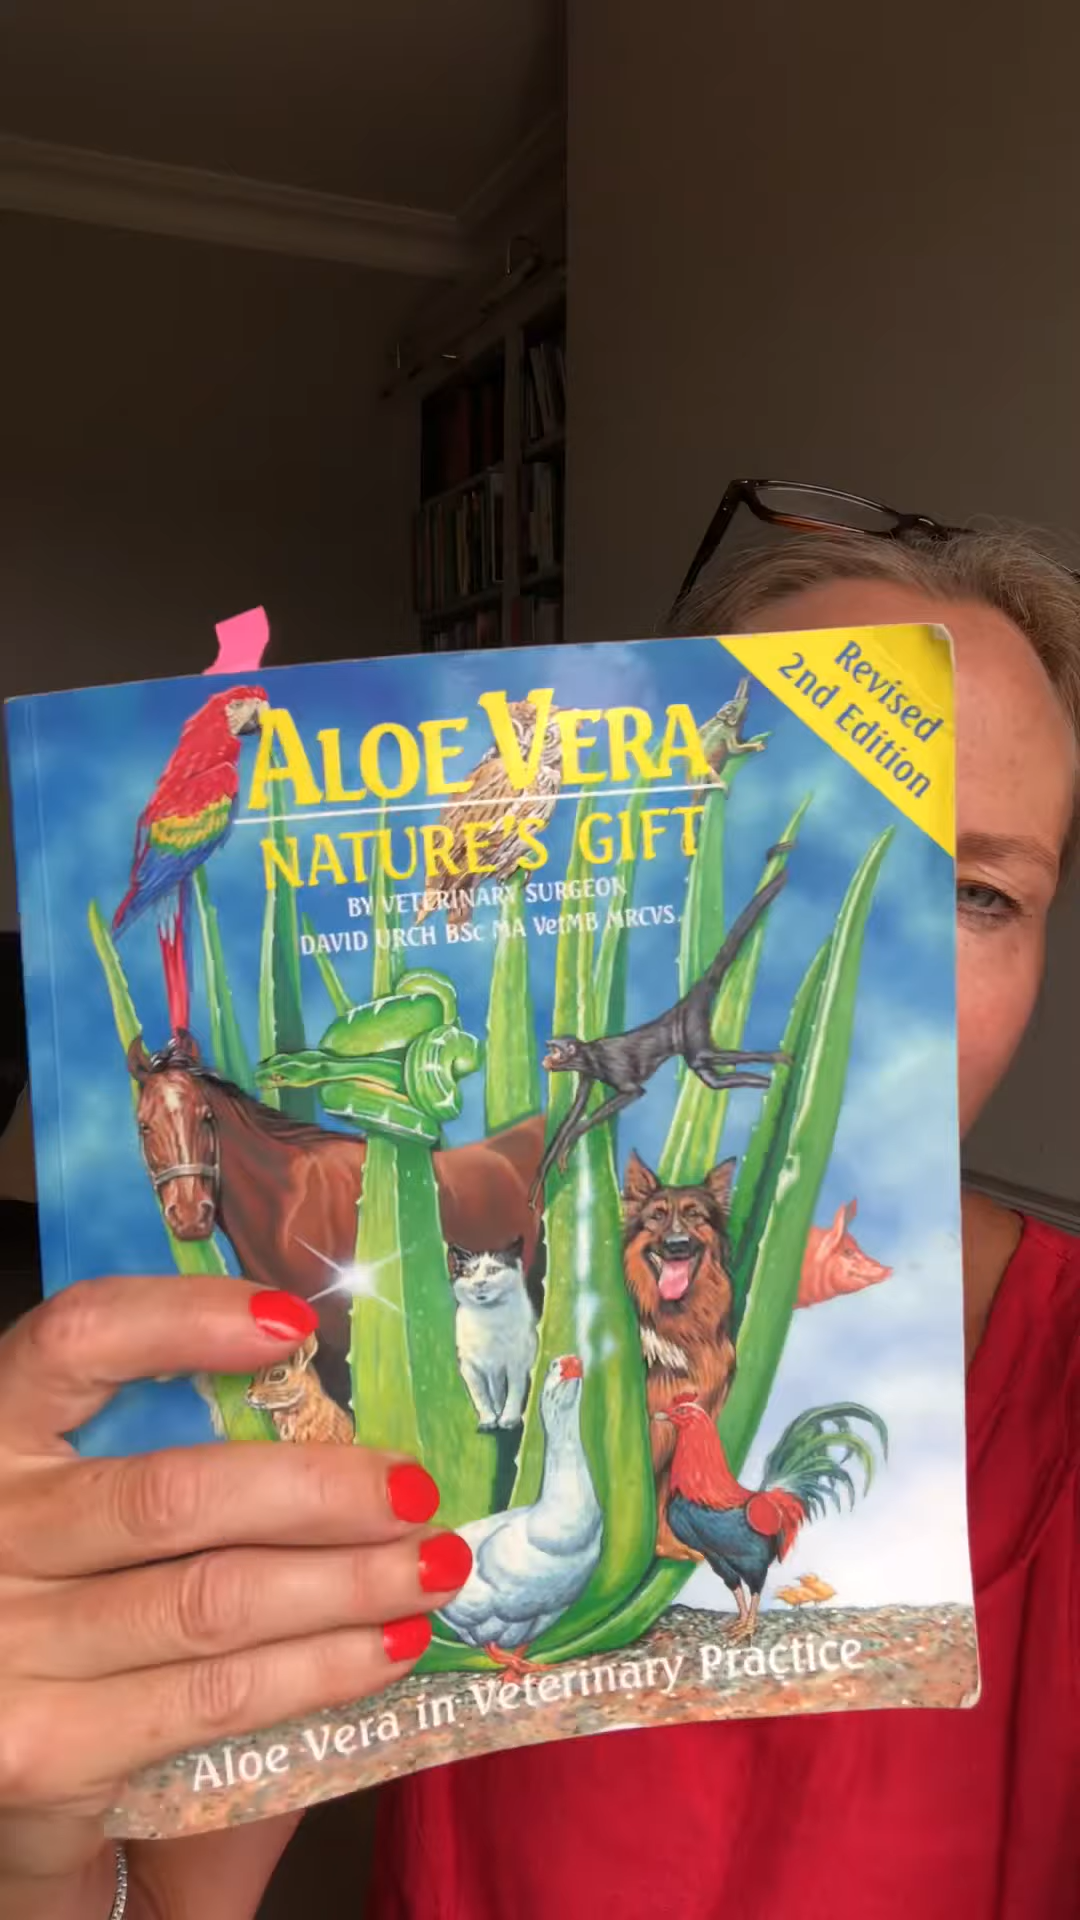 Revised
2nd Edition
ALOE VERA
NATURE'S GIFT
BY VETERINARY SURGEON
DAVID URCH BSc MA VetMB MRCVS.
Aloe Vera in Veterinary Practice